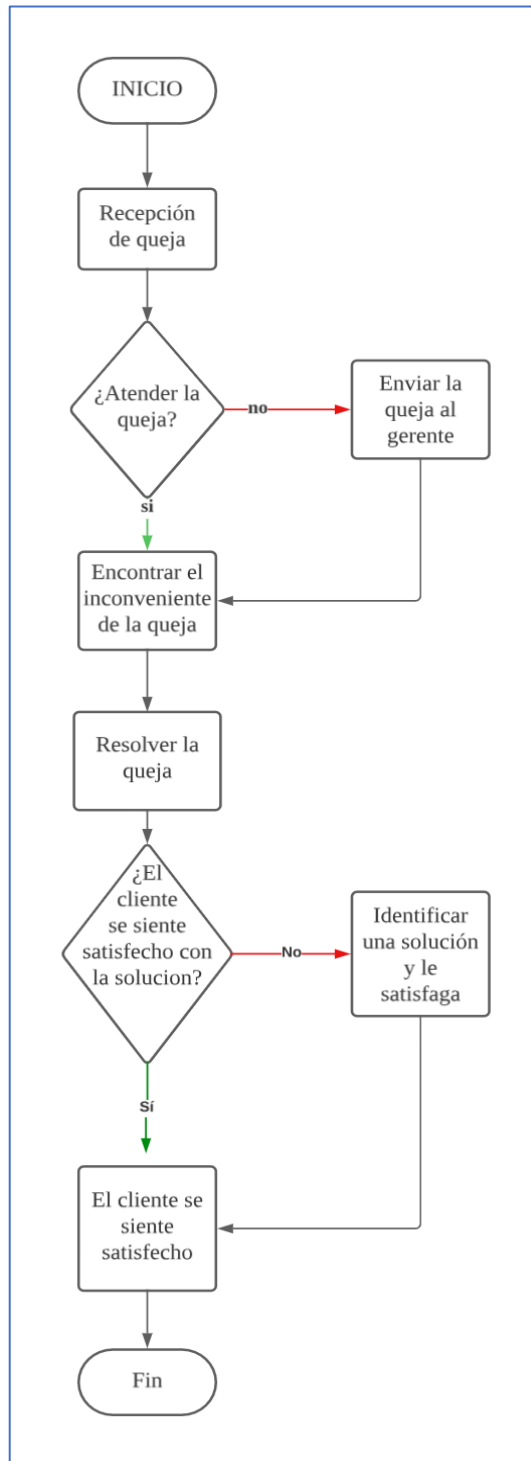 INICIO
Recepción
de queja
¿Atender la
queja?
no
Enviar la
queja al
gerente
si
Encontrar el
inconveniente
de la queja
Resolver la
queja
¿El
cliente
se siente
satisfecho con
la solucion?
No
Identificar
una solución
y le
satisfaga
Sí
El cliente se
siente
satisfecho
Fin